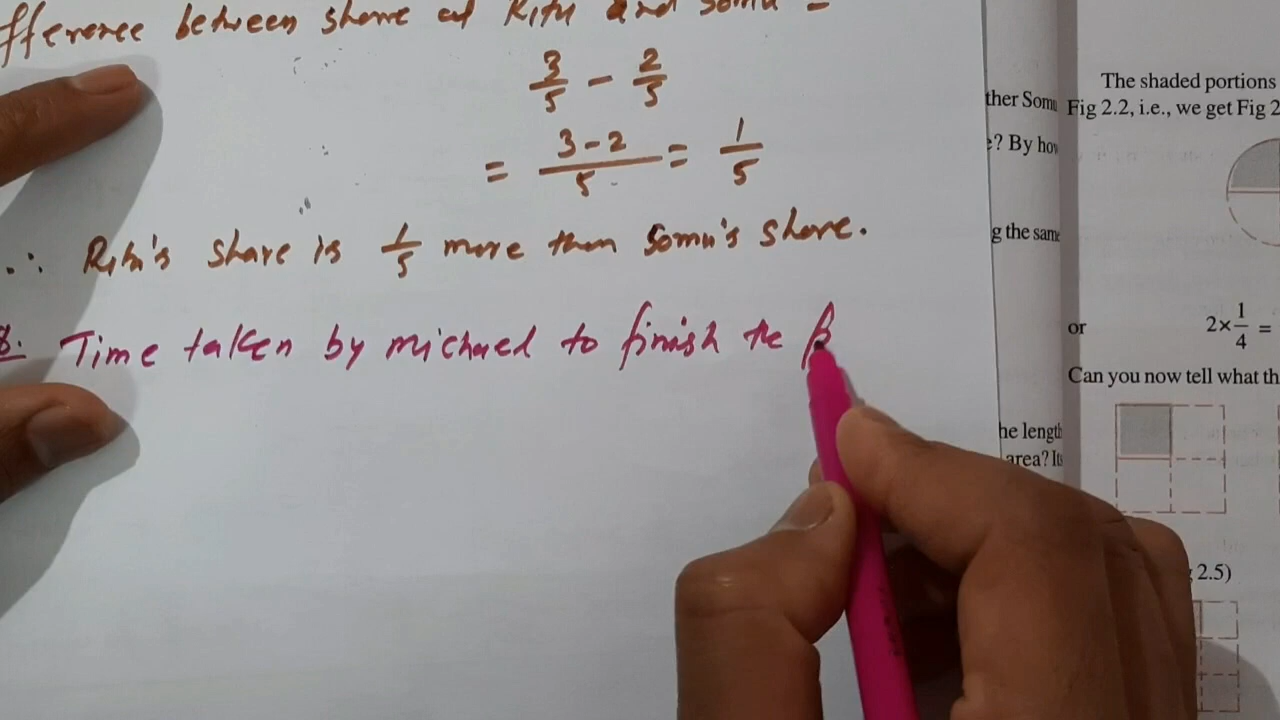 fference between share of Ritu and Somu =
3/5 - 2/5
= 3-2/5 = 1/5
∴ Ritu's share is 1/5 more than Somu's share.
8. Time taken by michael to finish the p
ther Somu
e? By how
g the same
he length
area? Its
The shaded portions
Fig 2.2, i.e., we get Fig 2
or 2×1/4 =
Can you now tell what th
2.5)